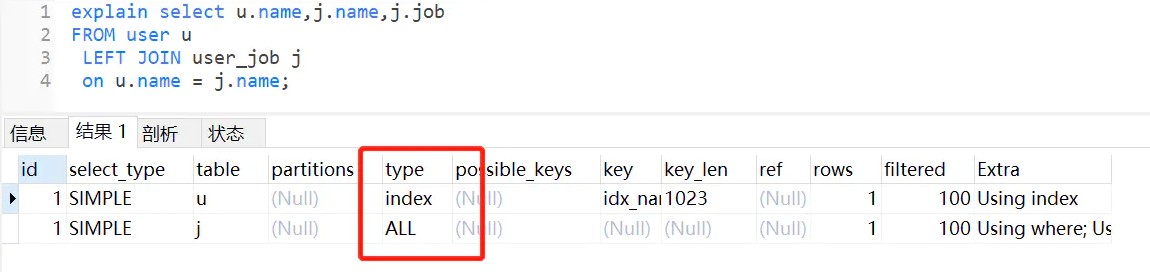 1 explain select u.name,j.name,j.job
2 FROM user u
3 LEFT JOIN user_job j
4 on u.name = j.name;
信息 结果 1 剖析 状态
id select_type table partitions type possible_keys key key_len ref rows filtered Extra
1 SIMPLE u (Null) index (Null) idx_nar 1023 (Null) 1 100 Using index
1 SIMPLE j (Null) ALL (Null) (Null) (Null) (Null) 1 100 Using where; Us